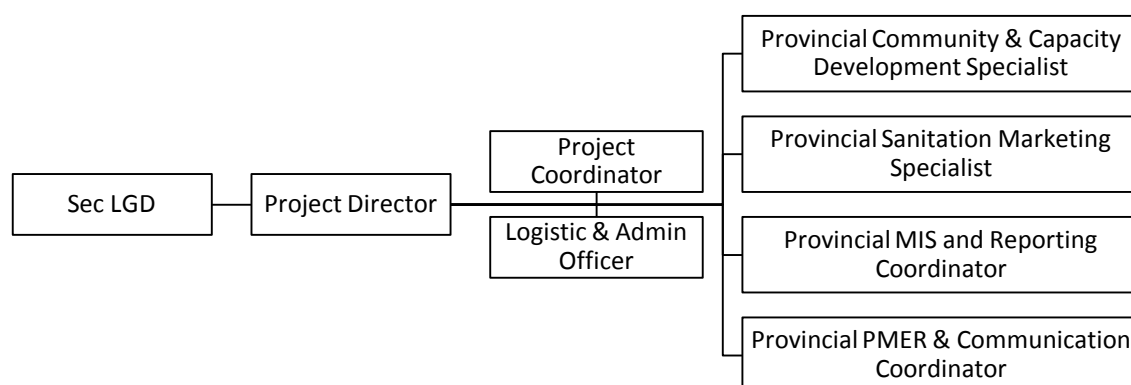 Sec LGD
Project Director
Project
Coordinator
Logistic & Admin
Officer
Provincial Community & Capacity
Development Specialist
Provincial Sanitation Marketing
Specialist
Provincial MIS and Reporting
Coordinator
Provincial PMER & Communication
Coordinator